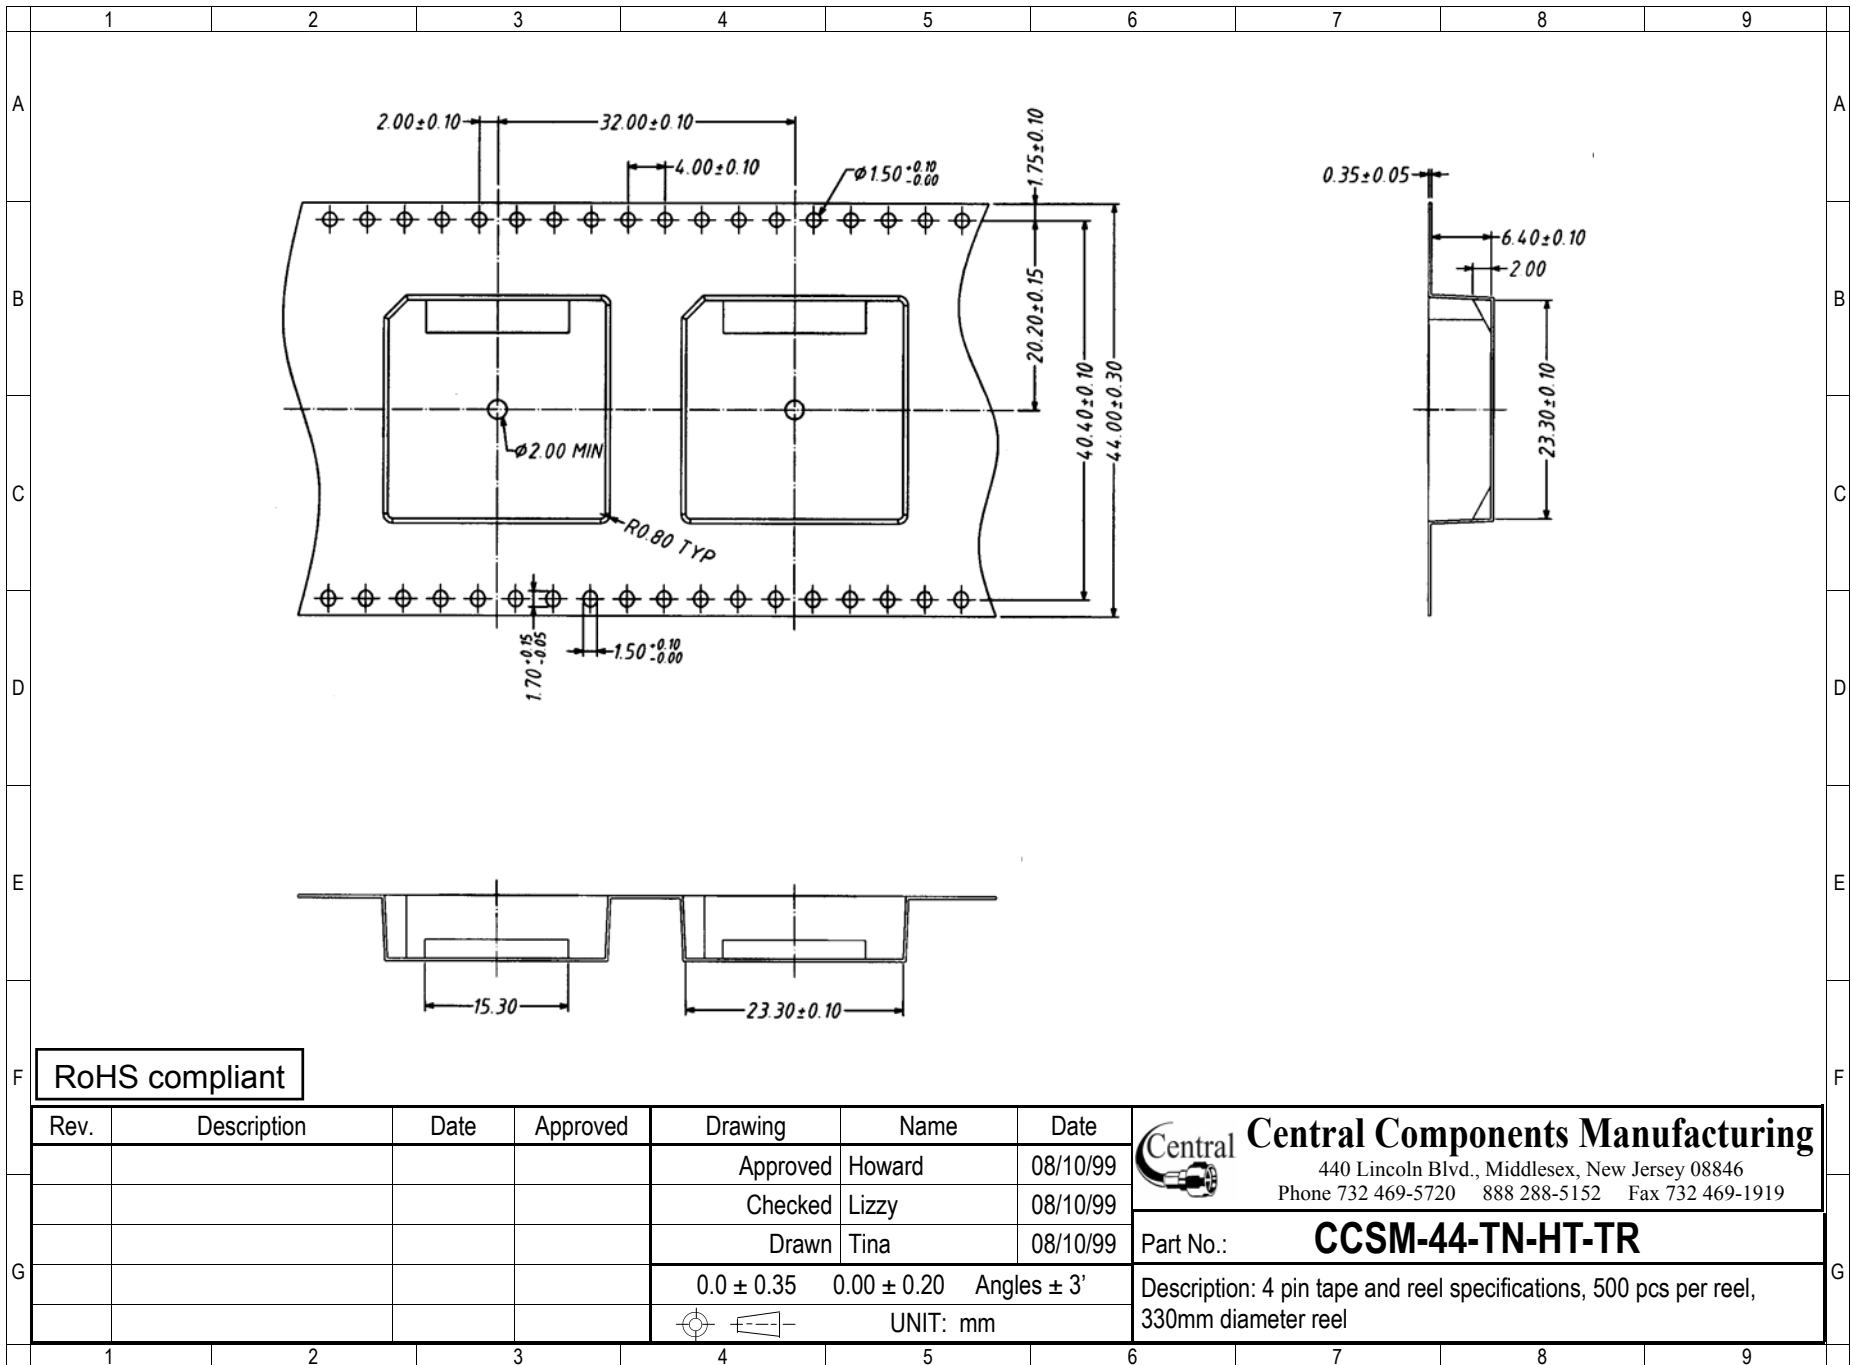 1 2 3 4 5 6 7 8 9
A A
B B
C C
D D
E E
F F
G G
2.00±0.10
32.00±0.10
4.00±0.10
ø1.50 +0.10 -0.00
1.75±0.10
20.20±0.15
40.40±0.10
44.00±0.30
ø2.00 MIN
R0.80 TYP
1.70 +0.15 -0.05
1.50 +0.10 -0.00
0.35±0.05
6.40±0.10
2.00
23.30±0.10
15.30
23.30±0.10
RoHS compliant
Rev. Description Date Approved
Drawing Name Date
Approved Howard 08/10/99
Checked Lizzy 08/10/99
Drawn Tina 08/10/99
0.0 ± 0.35 0.00 ± 0.20 Angles ± 3’
UNIT: mm
Central
Central Components Manufacturing
440 Lincoln Blvd., Middlesex, New Jersey 08846
Phone 732 469-5720 888 288-5152 Fax 732 469-1919
Part No.: CCSM-44-TN-HT-TR
Description: 4 pin tape and reel specifications, 500 pcs per reel,
330mm diameter reel
1 2 3 4 5 6 7 8 9